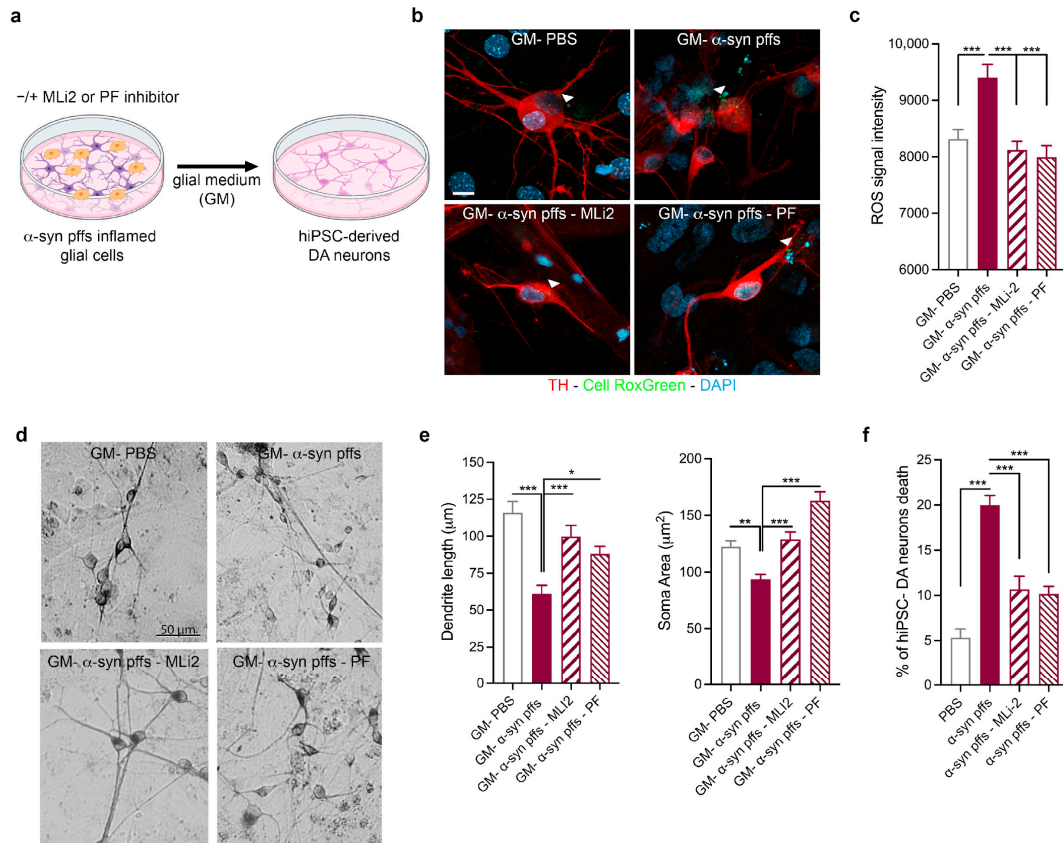 a
−/+ MLi2 or PF inhibitor
glial medium
(GM)
α-syn pffs inflamed
glial cells
hiPSC-derived
DA neurons
b
GM- PBS
GM- α-syn pffs
GM- α-syn pffs - MLi2
GM- α-syn pffs - PF
TH - Cell RoxGreen - DAPI
c
ROS signal intensity
10,000
9000
8000
7000
6000
*** *** ***
GM- PBS
GM- α-syn pffs
GM- α-syn pffs - MLi-2
GM- α-syn pffs - PF
d
GM- PBS
GM- α-syn pffs
50 µm
GM- α-syn pffs - MLi2
GM- α-syn pffs - PF
e
Dendrite length (µm)
150
125
100
75
50
25
0
*
*** ***
GM- PBS
GM- α-syn pffs
GM- α-syn pffs - MLI2
GM- α-syn pffs - PF
Soma Area (µm²)
200
150
100
50
0
***
** ***
GM- PBS
GM- α-syn pffs
GM- α-syn pffs - MLI2
GM- α-syn pffs - PF
f
% of hiPSC- DA neurons death
25
20
15
10
5
0
***
***
***
PBS
α-syn pffs
α-syn pffs - MLi-2
α-syn pffs - PF